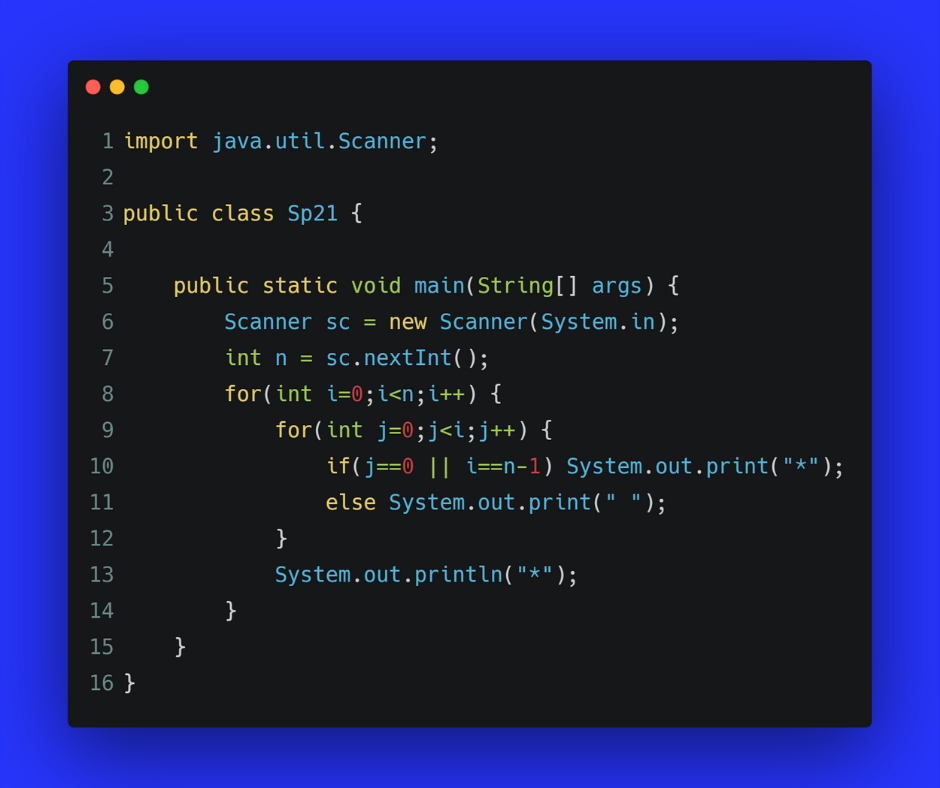 1 import java.util.Scanner;
2
3 public class Sp21 {
4
5     public static void main(String[] args) {
6         Scanner sc = new Scanner(System.in);
7         int n = sc.nextInt();
8         for(int i=0;i<n;i++) {
9             for(int j=0;j<i;j++) {
10                 if(j==0 || i==n-1) System.out.print("*");
11                 else System.out.print(" ");
12             }
13             System.out.println("*");
14         }
15     }
16 }